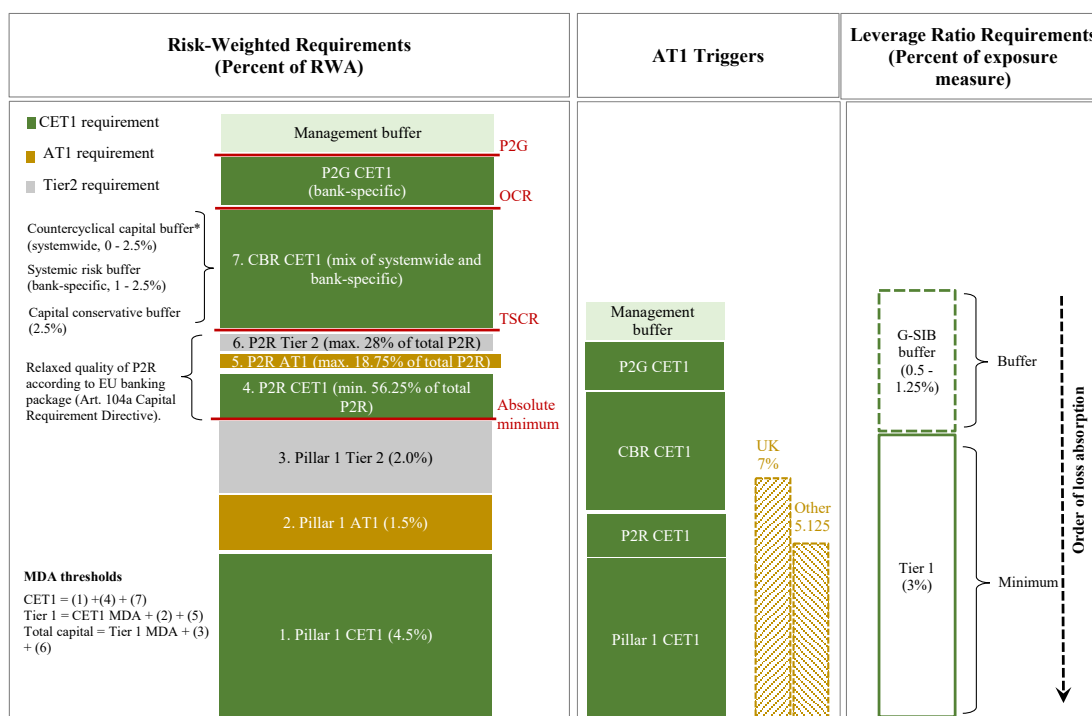 Risk-Weighted Requirements
(Percent of RWA)
AT1 Triggers
Leverage Ratio Requirements
(Percent of exposure
measure)
CET1 requirement
AT1 requirement
Tier2 requirement
Management buffer
P2G
P2G CET1
(bank-specific)
OCR
Countercyclical capital buffer*
(systemwide, 0 - 2.5%)
Systemic risk buffer
(bank-specific, 1 - 2.5%)
Capital conservative buffer
(2.5%)
7. CBR CET1 (mix of systemwide and
bank-specific)
TSCR
6. P2R Tier 2 (max. 28% of total P2R)
5. P2R AT1 (max. 18.75% of total P2R)
4. P2R CET1 (min. 56.25% of total
P2R)
Relaxed quality of P2R
according to EU banking
package (Art. 104a Capital
Requirement Directive).
Absolute
minimum
3. Pillar 1 Tier 2 (2.0%)
2. Pillar 1 AT1 (1.5%)
1. Pillar 1 CET1 (4.5%)
MDA thresholds
CET1 = (1) +(4) + (7)
Tier 1 = CET1 MDA + (2) + (5)
Total capital = Tier 1 MDA + (3)
+ (6)
Management
buffer
P2G CET1
CBR CET1
P2R CET1
Pillar 1 CET1
UK
7%
Other
5.125
G-SIB
buffer
(0.5 -
1.25%)
Buffer
Tier 1
(3%)
Minimum
Order of loss absorption